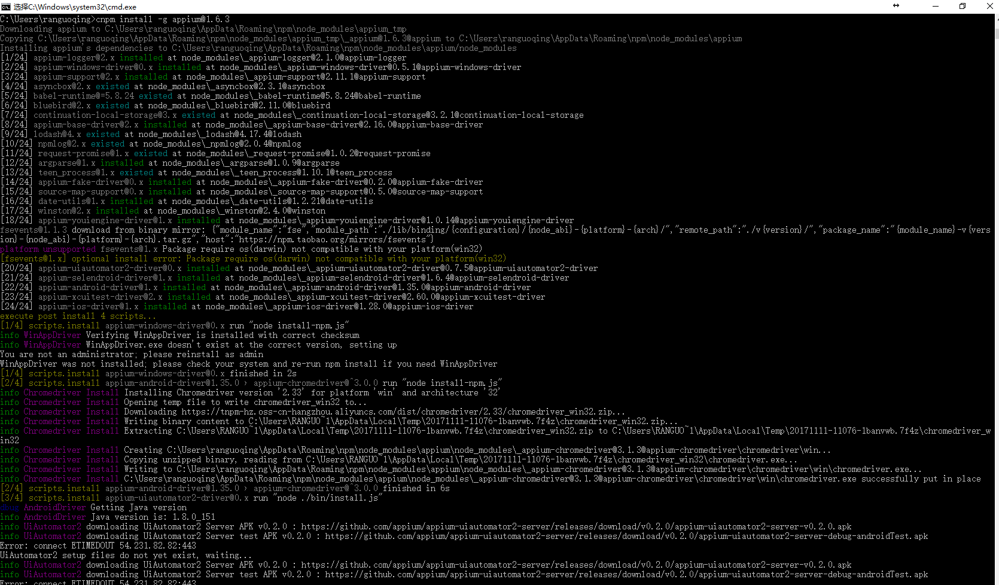 选择C:\Windows\system32\cmd.exe
C:\Users\ranguoqing>cnpm install -g appium@1.6.3
Downloading appium to C:\Users\ranguoqing\AppData\Roaming\npm\node_modules\appium_tmp
Copying C:\Users\ranguoqing\AppData\Roaming\npm\node_modules\appium_tmp\_appium@1.6.3@appium to C:\Users\ranguoqing\AppData\Roaming\npm\node_modules\appium
Installing appium's dependencies to C:\Users\ranguoqing\AppData\Roaming\npm\node_modules\appium/node_modules
[1/24] appium-logger@2.x installed at node_modules\_appium-logger@2.1.0@appium-logger
[2/24] appium-windows-driver@0.x installed at node_modules\_appium-windows-driver@0.5.1@appium-windows-driver
[3/24] appium-support@2.x installed at node_modules\_appium-support@2.11.1@appium-support
[4/24] asyncbox@2.x existed at node_modules\_asyncbox@2.3.1@asyncbox
[5/24] babel-runtime@=5.8.24 existed at node_modules\_babel-runtime@5.8.24@babel-runtime
[6/24] bluebird@2.x existed at node_modules\_bluebird@2.11.0@bluebird
[7/24] continuation-local-storage@3.x existed at node_modules\_continuation-local-storage@3.2.1@continuation-local-storage
[8/24] appium-base-driver@2.x installed at node_modules\_appium-base-driver@2.16.0@appium-base-driver
[9/24] lodash@4.x existed at node_modules\_lodash@4.17.4@lodash
[10/24] npmlog@2.x existed at node_modules\_npmlog@2.0.4@npmlog
[11/24] request-promise@1.x existed at node_modules\_request-promise@1.0.2@request-promise
[12/24] argparse@1.x installed at node_modules\_argparse@1.0.9@argparse
[13/24] teen_process@1.x existed at node_modules\_teen_process@1.10.1@teen_process
[14/24] appium-fake-driver@0.x installed at node_modules\_appium-fake-driver@0.2.0@appium-fake-driver
[15/24] source-map-support@0.x installed at node_modules\_source-map-support@0.5.0@source-map-support
[16/24] date-utils@1.x installed at node_modules\_date-utils@1.2.21@date-utils
[17/24] winston@2.x installed at node_modules\_winston@2.4.0@winston
[18/24] appium-youiengine-driver@1.x installed at node_modules\_appium-youiengine-driver@1.0.14@appium-youiengine-driver
fsevents@1.1.3 download from binary mirror: {"module_name":"fse","module_path":"./lib/binding/{configuration}/{node_abi}-{platform}-{arch}/","remote_path":"./v{version}/","package_name":"{module_name}-v{vers
ion}-{node_abi}-{platform}-{arch}.tar.gz","host":"https://npm.taobao.org/mirrors/fsevents"}
platform unsupported fsevents@1.x Package require os(darwin) not compatible with your platform(win32)
[fsevents@1.x] optional install error: Package require os(darwin) not compatible with your platform(win32)
[20/24] appium-uiautomator2-driver@0.x installed at node_modules\_appium-uiautomator2-driver@0.7.5@appium-uiautomator2-driver
[21/24] appium-selendroid-driver@1.x installed at node_modules\_appium-selendroid-driver@1.6.4@appium-selendroid-driver
[22/24] appium-android-driver@1.x installed at node_modules\_appium-android-driver@1.35.0@appium-android-driver
[23/24] appium-xcuitest-driver@2.x installed at node_modules\_appium-xcuitest-driver@2.60.0@appium-xcuitest-driver
[24/24] appium-ios-driver@1.x installed at node_modules\_appium-ios-driver@1.28.0@appium-ios-driver
execute post install 4 scripts...
[1/4] scripts.install appium-windows-driver@0.x run "node install-npm.js"
info WinAppDriver Verifying WinAppDriver is installed with correct checksum
info WinAppDriver WinAppDriver.exe doesn't exist at the correct version, setting up
You are not an administrator; please reinstall as admin
WinAppDriver was not installed; please check your system and re-run npm install if you need WinAppDriver
[1/4] scripts.install appium-windows-driver@0.x finished in 2s
[2/4] scripts.install appium-android-driver@1.35.0 › appium-chromedriver@^3.0.0 run "node install-npm.js"
info Chromedriver Install Installing Chromedriver version '2.33' for platform 'win' and architecture '32'
info Chromedriver Install Opening temp file to write chromedriver_win32 to...
info Chromedriver Install Downloading https://tnpm-hz.oss-cn-hangzhou.aliyuncs.com/dist/chromedriver/2.33/chromedriver_win32.zip...
info Chromedriver Install Writing binary content to C:\Users\RANGUO~1\AppData\Local\Temp\20171111-11076-1banvwb.7f4z\chromedriver_win32.zip...
info Chromedriver Install Extracting C:\Users\RANGUO~1\AppData\Local\Temp\20171111-11076-1banvwb.7f4z\chromedriver_win32.zip to C:\Users\RANGUO~1\AppData\Local\Temp\20171111-11076-1banvwb.7f4z\chromedriver_w
in32
info Chromedriver Install Creating C:\Users\ranguoqing\AppData\Roaming\npm\node_modules\appium\node_modules\_appium-chromedriver@3.1.3@appium-chromedriver\chromedriver\win...
info Chromedriver Install Copying unzipped binary, reading from C:\Users\RANGUO~1\AppData\Local\Temp\20171111-11076-1banvwb.7f4z\chromedriver_win32\chromedriver.exe...
info Chromedriver Install Writing to C:\Users\ranguoqing\AppData\Roaming\npm\node_modules\appium\node_modules\_appium-chromedriver@3.1.3@appium-chromedriver\chromedriver\win\chromedriver.exe...
info Chromedriver Install C:\Users\ranguoqing\AppData\Roaming\npm\node_modules\appium\node_modules\_appium-chromedriver@3.1.3@appium-chromedriver\chromedriver\win\chromedriver.exe successfully put in place
[2/4] scripts.install appium-android-driver@1.35.0 › appium-chromedriver@^3.0.0 finished in 6s
[3/4] scripts.install appium-uiautomator2-driver@0.x run "node ./bin/install.js"
dbug AndroidDriver Getting Java version
info AndroidDriver Java version is: 1.8.0_151
info UiAutomator2 downloading UiAutomator2 Server APK v0.2.0 : https://github.com/appium/appium-uiautomator2-server/releases/download/v0.2.0/appium-uiautomator2-server-v0.2.0.apk
info UiAutomator2 downloading UiAutomator2 Server test APK v0.2.0 : https://github.com/appium/appium-uiautomator2-server/releases/download/v0.2.0/appium-uiautomator2-server-debug-androidTest.apk
Error: connect ETIMEDOUT 54.231.82.82:443
UiAutomator2 setup files do not yet exist, waiting...
info UiAutomator2 downloading UiAutomator2 Server APK v0.2.0 : https://github.com/appium/appium-uiautomator2-server/releases/download/v0.2.0/appium-uiautomator2-server-v0.2.0.apk
info UiAutomator2 downloading UiAutomator2 Server test APK v0.2.0 : https://github.com/appium/appium-uiautomator2-server/releases/download/v0.2.0/appium-uiautomator2-server-debug-androidTest.apk
Error: connect ETIMEDOUT 54.231.82.82:443